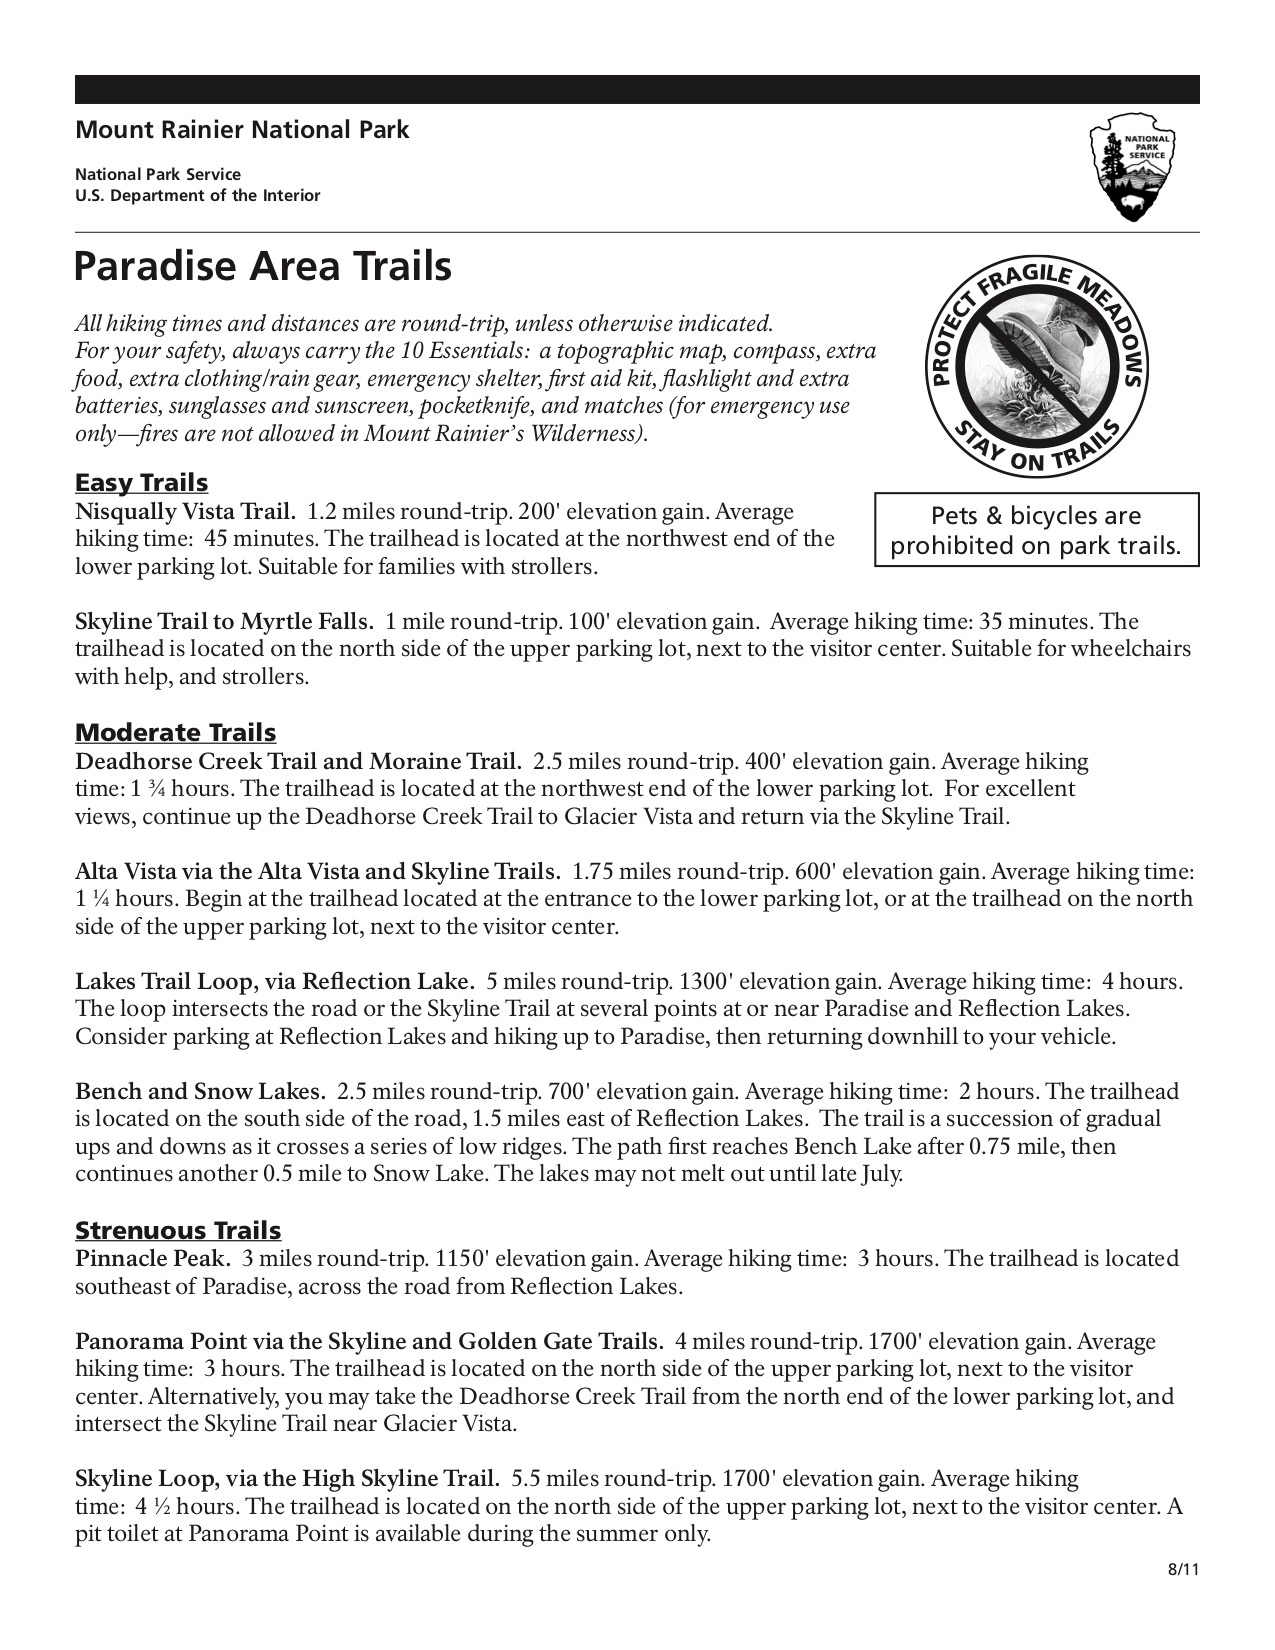 Mount Rainier National Park
National Park Service
U.S. Department of the Interior
NATIONAL
PARK
SERVICE
Paradise Area Trails
PROTECT FRAGILE MEADOWS
STAY ON TRAILS
All hiking times and distances are round-trip, unless otherwise indicated.
For your safety, always carry the 10 Essentials:  a topographic map, compass, extra
food, extra clothing/rain gear, emergency shelter, first aid kit, flashlight and extra
batteries, sunglasses and sunscreen, pocketknife, and matches (for emergency use
only—fires are not allowed in Mount Rainier's Wilderness).
Pets & bicycles are
prohibited on park trails.
Easy Trails
Nisqually Vista Trail.  1.2 miles round-trip. 200' elevation gain. Average
hiking time:  45 minutes. The trailhead is located at the northwest end of the
lower parking lot. Suitable for families with strollers.
Skyline Trail to Myrtle Falls.  1 mile round-trip. 100' elevation gain.  Average hiking time: 35 minutes. The
trailhead is located on the north side of the upper parking lot, next to the visitor center. Suitable for wheelchairs
with help, and strollers.
Moderate Trails
Deadhorse Creek Trail and Moraine Trail.  2.5 miles round-trip. 400' elevation gain. Average hiking
time: 1 ¾ hours. The trailhead is located at the northwest end of the lower parking lot.  For excellent
views, continue up the Deadhorse Creek Trail to Glacier Vista and return via the Skyline Trail.
Alta Vista via the Alta Vista and Skyline Trails.  1.75 miles round-trip. 600' elevation gain. Average hiking time:
1 ¼ hours. Begin at the trailhead located at the entrance to the lower parking lot, or at the trailhead on the north
side of the upper parking lot, next to the visitor center.
Lakes Trail Loop, via Reflection Lake.  5 miles round-trip. 1300' elevation gain. Average hiking time:  4 hours.
The loop intersects the road or the Skyline Trail at several points at or near Paradise and Reflection Lakes.
Consider parking at Reflection Lakes and hiking up to Paradise, then returning downhill to your vehicle.
Bench and Snow Lakes.  2.5 miles round-trip. 700' elevation gain. Average hiking time:  2 hours. The trailhead
is located on the south side of the road, 1.5 miles east of Reflection Lakes.  The trail is a succession of gradual
ups and downs as it crosses a series of low ridges. The path first reaches Bench Lake after 0.75 mile, then
continues another 0.5 mile to Snow Lake. The lakes may not melt out until late July.
Strenuous Trails
Pinnacle Peak.  3 miles round-trip. 1150' elevation gain. Average hiking time:  3 hours. The trailhead is located
southeast of Paradise, across the road from Reflection Lakes.
Panorama Point via the Skyline and Golden Gate Trails.  4 miles round-trip. 1700' elevation gain. Average
hiking time:  3 hours. The trailhead is located on the north side of the upper parking lot, next to the visitor
center. Alternatively, you may take the Deadhorse Creek Trail from the north end of the lower parking lot, and
intersect the Skyline Trail near Glacier Vista.
Skyline Loop, via the High Skyline Trail.  5.5 miles round-trip. 1700' elevation gain. Average hiking
time:  4 ½ hours. The trailhead is located on the north side of the upper parking lot, next to the visitor center. A
pit toilet at Panorama Point is available during the summer only.
8/11